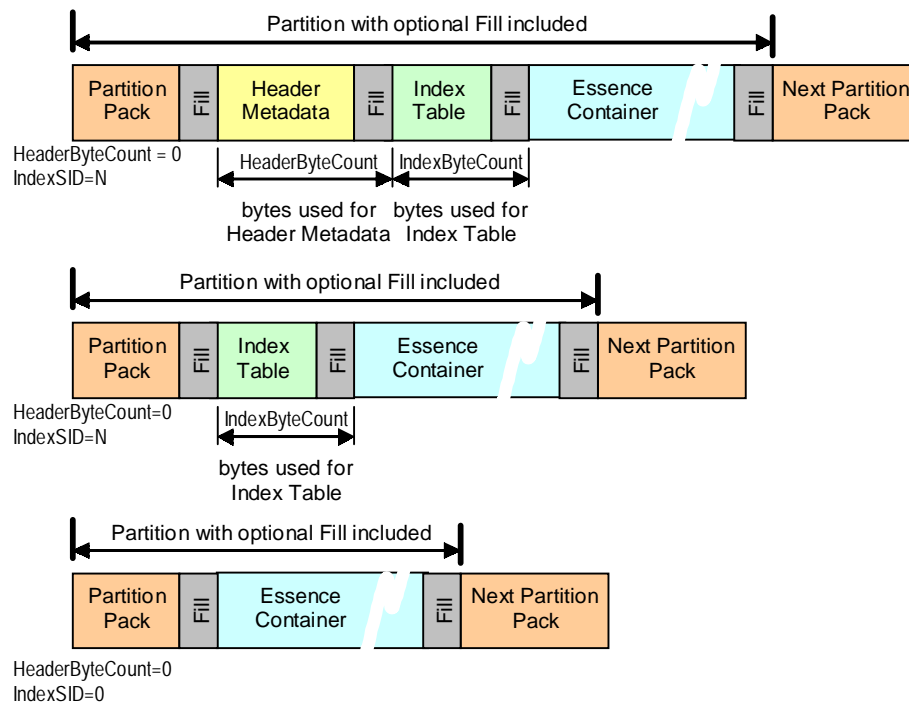 Partition with optional Fill included
Partition
Pack
Fill
Header
Metadata
Fill
Index
Table
Fill
Essence
Container
Fill
Next Partition
Pack
HeaderByteCount = 0
IndexSID=N
HeaderByteCount
IndexByteCount
bytes used for
Header Metadata
bytes used for
Index Table
Partition with optional Fill included
Partition
Pack
Fill
Index
Table
Fill
Essence
Container
Fill
Next Partition
Pack
HeaderByteCount=0
IndexSID=N
IndexByteCount
bytes used for
Index Table
Partition with optional Fill included
Partition
Pack
Fill
Essence
Container
Fill
Next Partition
Pack
HeaderByteCount=0
IndexSID=0